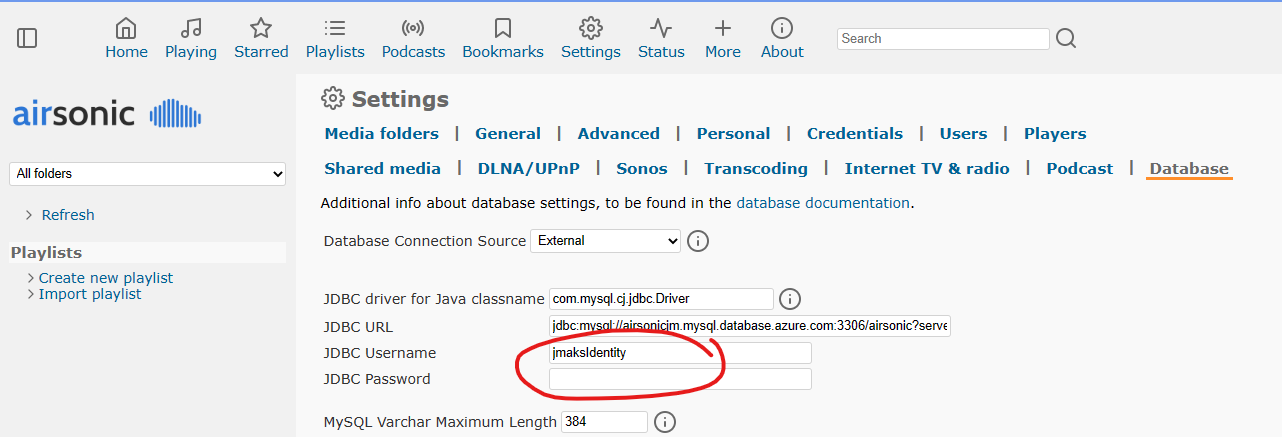 Home Playing Starred Playlists Podcasts Bookmarks Settings Status More About Search
airsonic
All folders
Refresh
Playlists
Create new playlist
Import playlist
Settings
Media folders | General | Advanced | Personal | Credentials | Users | Players
Shared media | DLNA/UPnP | Sonos | Transcoding | Internet TV & radio | Podcast | Database
Additional info about database settings, to be found in the database documentation.
Database Connection Source External
JDBC driver for Java classname com.mysql.cj.jdbc.Driver
JDBC URL jdbc:mysql://airsonicjm.mysql.database.azure.com:3306/airsonic?serve
JDBC Username jmaksIdentity
JDBC Password
MySQL Varchar Maximum Length 384